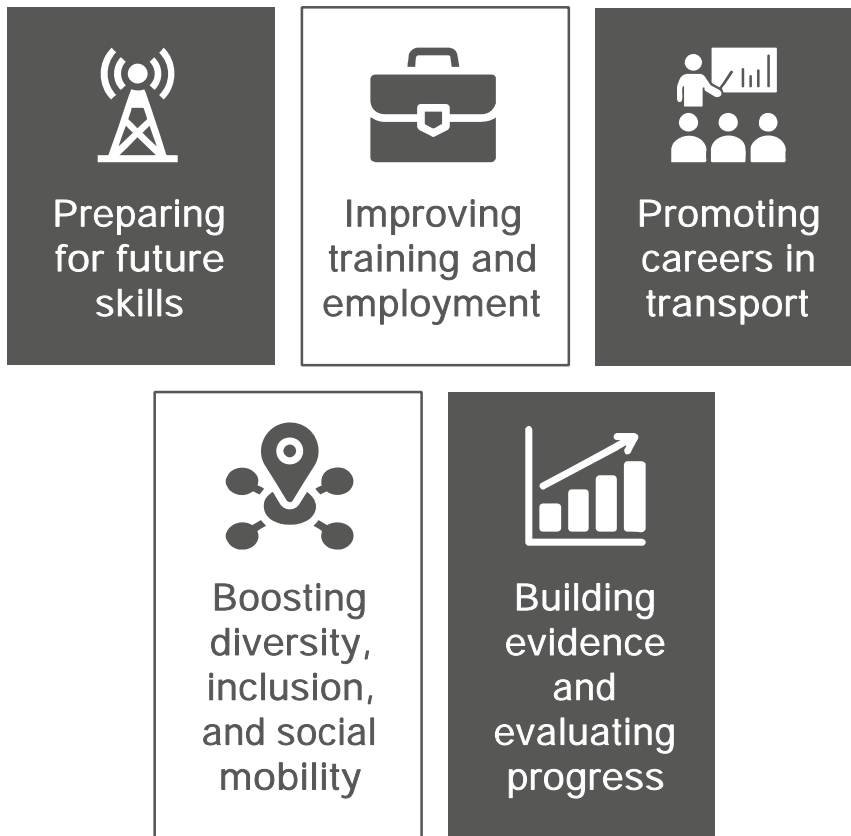 Preparing
for future
skills
Improving
training and
employment
Promoting
careers in
transport
Boosting
diversity,
inclusion,
and social
mobility
Building
evidence
and
evaluating
progress